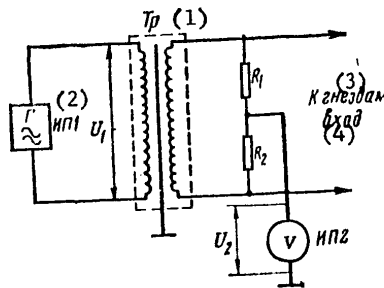 Тр (1)
R₁
(3)
К гнездам
вход
(4)
Г (2)
≈ ИП1
U₁
R₂
U₂
V ИП2